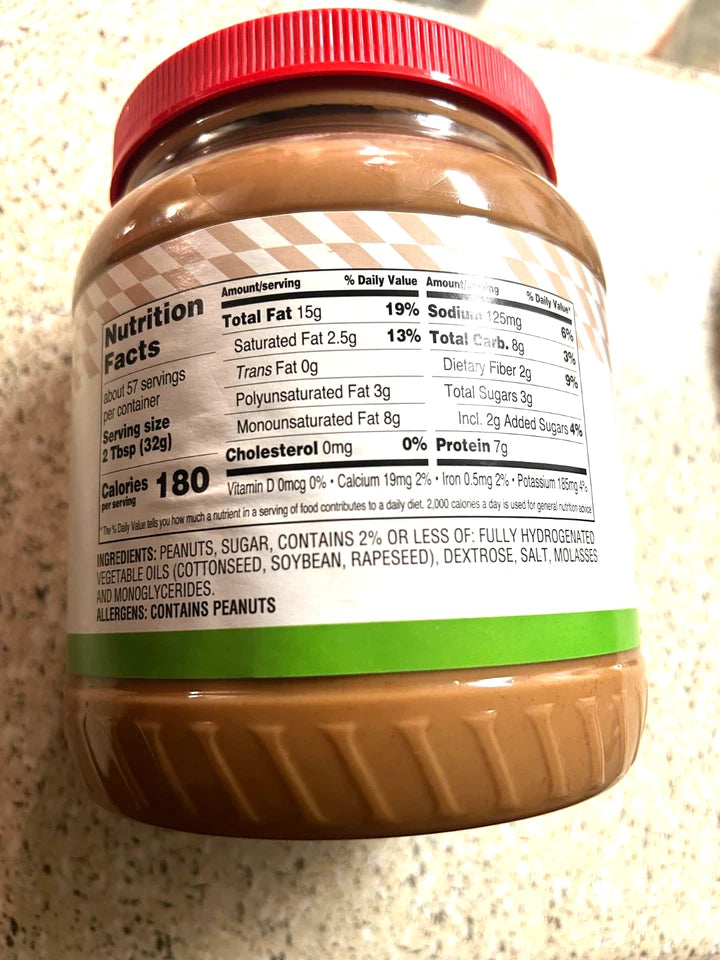 Nutrition
Facts
about 57 servings
per container
Serving size
2 Tbsp (32g)
Calories 180
per serving
Amount/serving % Daily Value
Total Fat 15g 19%
Saturated Fat 2.5g 13%
Trans Fat 0g
Polyunsaturated Fat 3g
Monounsaturated Fat 8g
Cholesterol 0mg 0%
Amount/serving % Daily Value*
Sodium 125mg 6%
Total Carb. 8g 3%
Dietary Fiber 2g 9%
Total Sugars 3g
Incl. 2g Added Sugars 4%
Protein 7g
Vitamin D 0mcg 0% • Calcium 19mg 2% • Iron 0.5mg 2% • Potassium 185mg 4%
*The % Daily Value tells you how much a nutrient in a serving of food contributes to a daily diet. 2,000 calories a day is used for general nutrition advice
INGREDIENTS: PEANUTS, SUGAR, CONTAINS 2% OR LESS OF: FULLY HYDROGENATED
VEGETABLE OILS (COTTONSEED, SOYBEAN, RAPESEED), DEXTROSE, SALT, MOLASSES
AND MONOGLYCERIDES.
ALLERGENS: CONTAINS PEANUTS